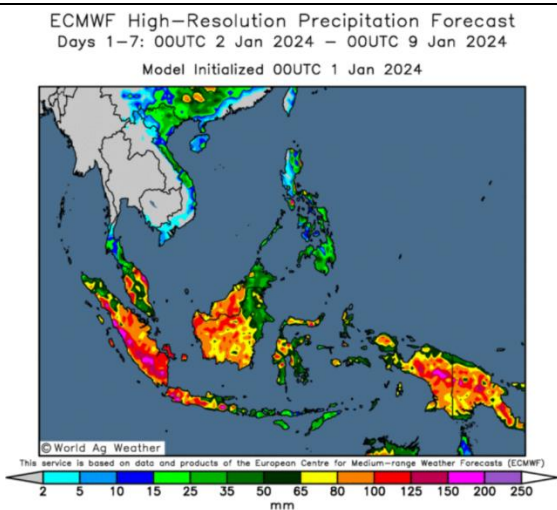 ECMWF High-Resolution Precipitation Forecast
Days 1-7: 00UTC 2 Jan 2024 - 00UTC 9 Jan 2024
Model Initialized 00UTC 1 Jan 2024
© World Ag Weather
This service is based on data and products of the European Centre for Medium-range Weather Forecasts (ECMWF)
2 5 10 15 25 35 50 65 80 100 125 150 200 250
mm